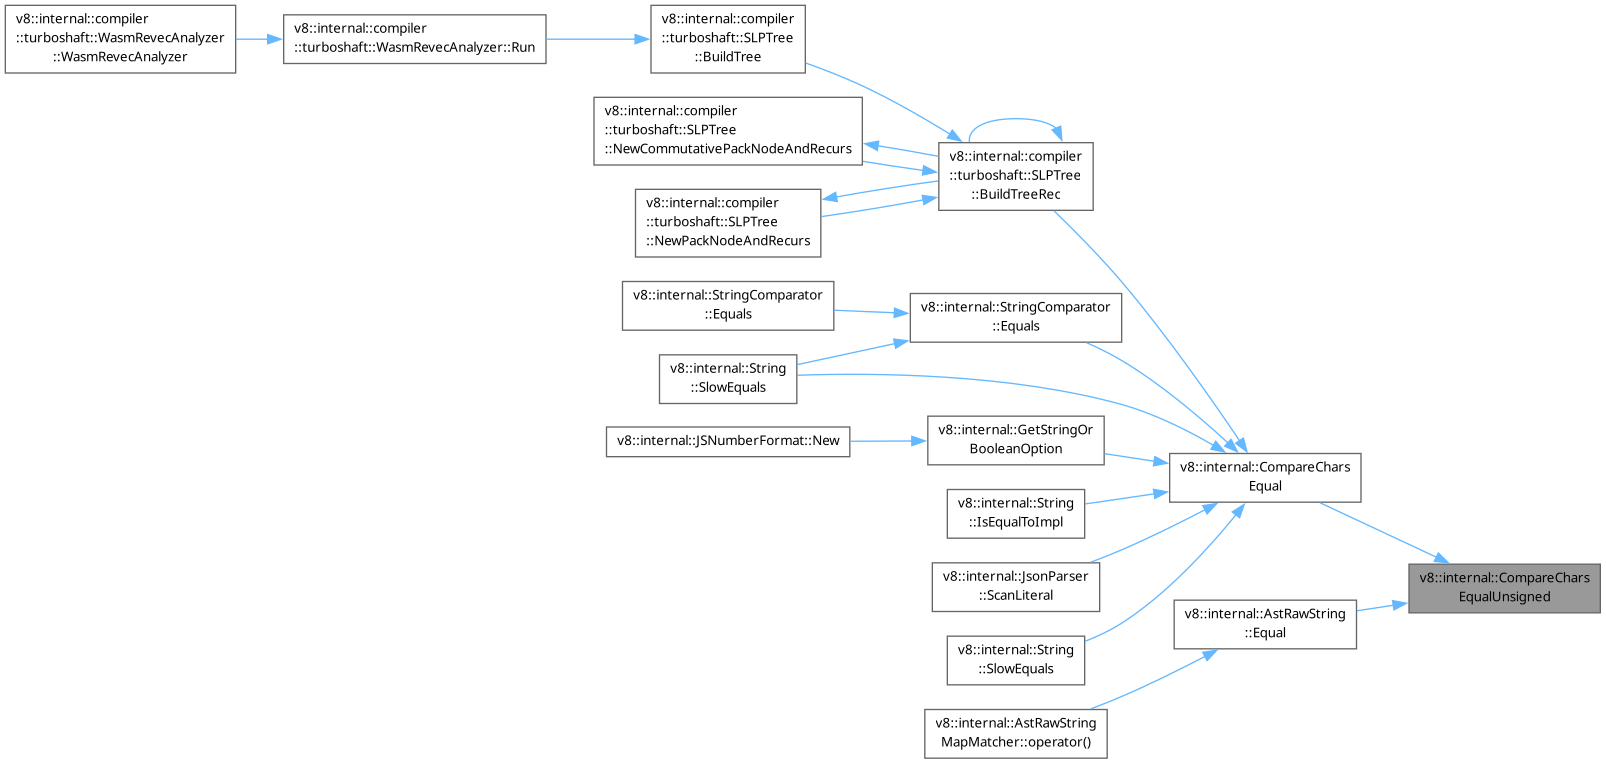 v8::internal::compiler
::turboshaft::WasmRevecAnalyzer
::WasmRevecAnalyzer
v8::internal::compiler
::turboshaft::WasmRevecAnalyzer::Run
v8::internal::compiler
::turboshaft::SLPTree
::BuildTree
v8::internal::compiler
::turboshaft::SLPTree
::NewCommutativePackNodeAndRecurs
v8::internal::compiler
::turboshaft::SLPTree
::BuildTreeRec
v8::internal::compiler
::turboshaft::SLPTree
::NewPackNodeAndRecurs
v8::internal::StringComparator
::Equals
v8::internal::StringComparator
::Equals
v8::internal::String
::SlowEquals
v8::internal::JSNumberFormat::New
v8::internal::GetStringOr
BooleanOption
v8::internal::CompareChars
Equal
v8::internal::String
::IsEqualToImpl
v8::internal::JsonParser
::ScanLiteral
v8::internal::CompareChars
EqualUnsigned
v8::internal::AstRawString
::Equal
v8::internal::String
::SlowEquals
v8::internal::AstRawString
MapMatcher::operator()